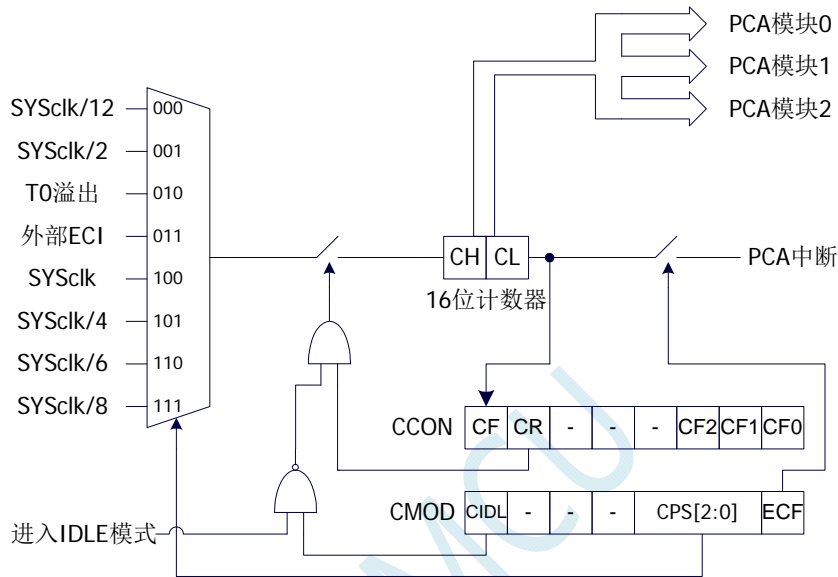 PCA模块0
PCA模块1
PCA模块2
SYSclk/12 000
SYSclk/2 001
T0溢出 010
外部ECI 011
SYSclk 100
SYSclk/4 101
SYSclk/6 110
SYSclk/8 111
CH CL
PCA中断
16位计数器
CCON CF CR - - - CF2 CF1 CF0
CMOD CIDL - - - CPS[2:0] ECF
进入IDLE模式
MCU